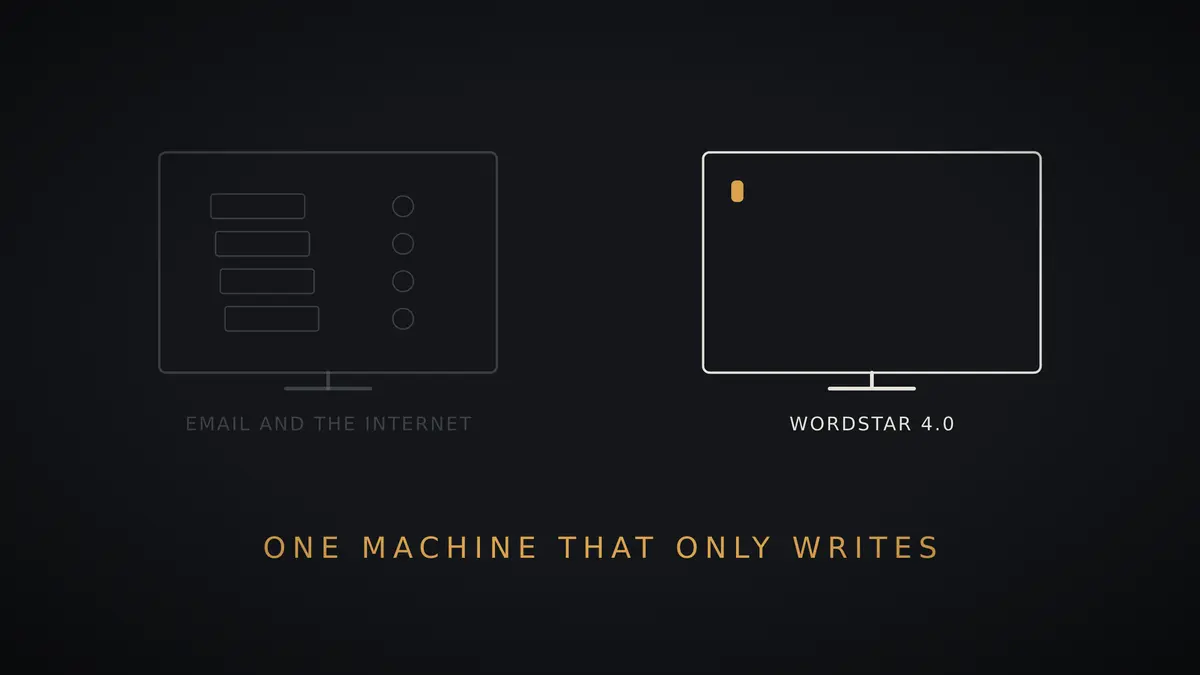 EMAIL AND THE INTERNET
WORDSTAR 4.0
ONE MACHINE THAT ONLY WRITES